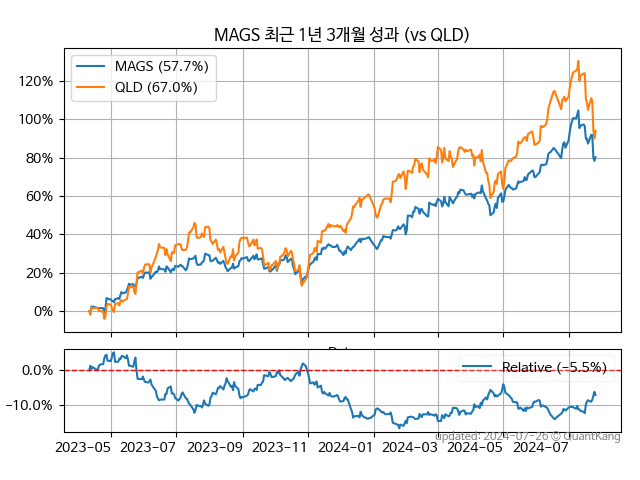 MAGS 최근 1년 3개월 성과 (vs QLD)
MAGS (57.7%)
QLD (67.0%)
120%
100%
80%
60%
40%
20%
0%
Relative (−5.5%)
0.0%
−10.0%
2023−05 2023−07 2023−09 2023−11 2024−01 2024−03 2024−05 2024−07
Updated: 2024−07−26 © QuantKang